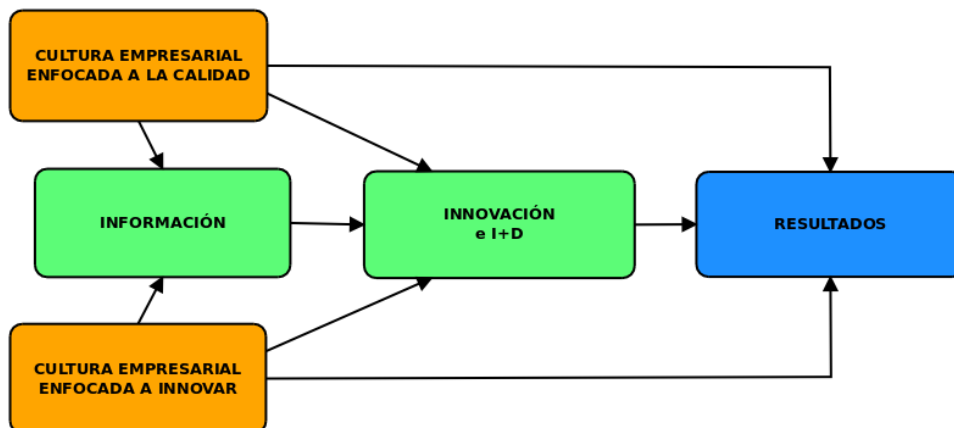 CULTURA EMPRESARIAL
ENFOCADA A LA CALIDAD
INFORMACIÓN
INNOVACIÓN
e I+D
RESULTADOS
CULTURA EMPRESARIAL
ENFOCADA A INNOVAR